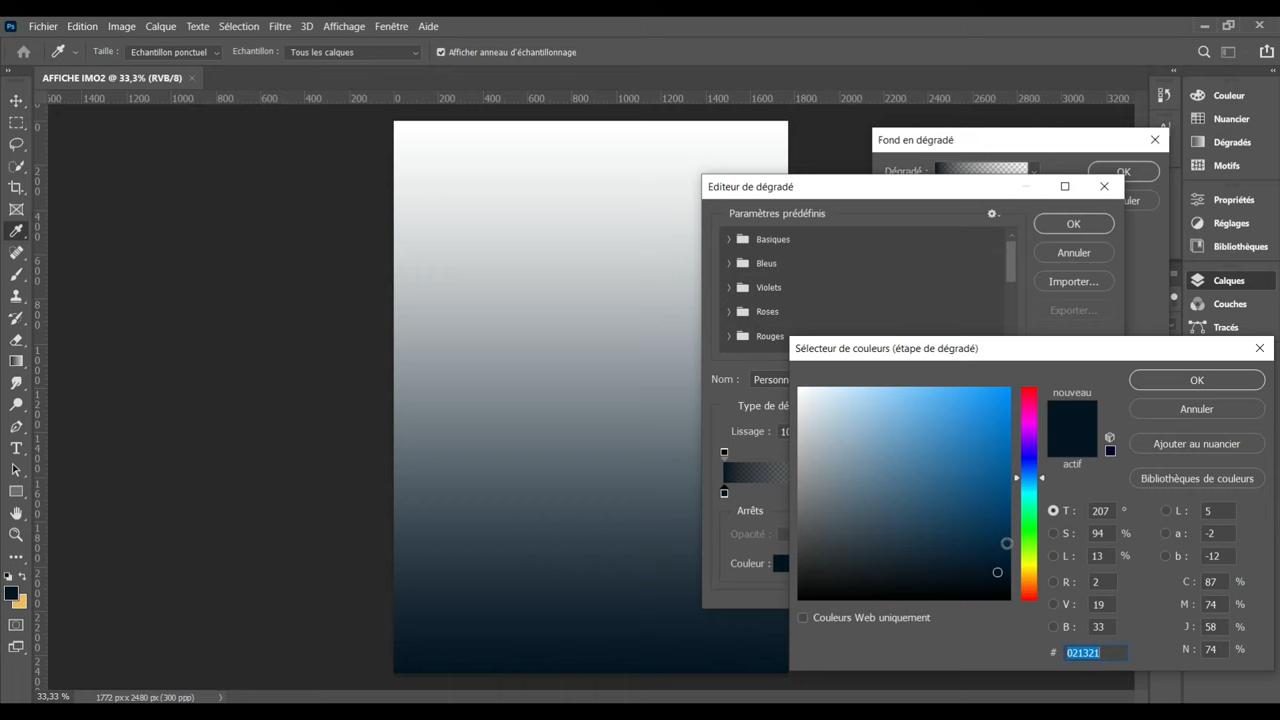 Ps Fichier Edition Image Calque Texte Sélection Filtre 3D Affichage Fenêtre Aide
Taille : Echantillon ponctuel Echantillon : Tous les calques Afficher anneau d'échantillonnage
AFFICHE IMO2 @ 33,3% (RVB/8)
1400 1200 1000 800 600 400 200 0 200 400 600 800 1000 1200 1400 1600 1800 2000 2200 2400 2600 2800 3000 3200
Couleur
Nuancier
Dégradés
Motifs
Propriétés
Réglages
Bibliothèques
Calques
Couches
Tracés
Fond en dégradé
Dégradé :
OK
Editeur de dégradé
Paramètres prédéfinis
Basiques
Bleus
Violets
Roses
Rouges
OK
Annuler
Importer...
Exporter...
Nom : Personn
Type de dé
Lissage : 10
Arrêts
Opacité :
Couleur :
Sélecteur de couleurs (étape de dégradé)
nouveau
actif
OK
Annuler
Ajouter au nuancier
Bibliothèques de couleurs
T : 207 °
S : 94 %
L : 13 %
R : 2
V : 19
B : 33
# 021321
L : 5
a : -2
b : -12
C : 87 %
M : 74 %
J : 58 %
N : 74 %
Couleurs Web uniquement
33,33 % 1772 px x 2480 px (300 ppp)